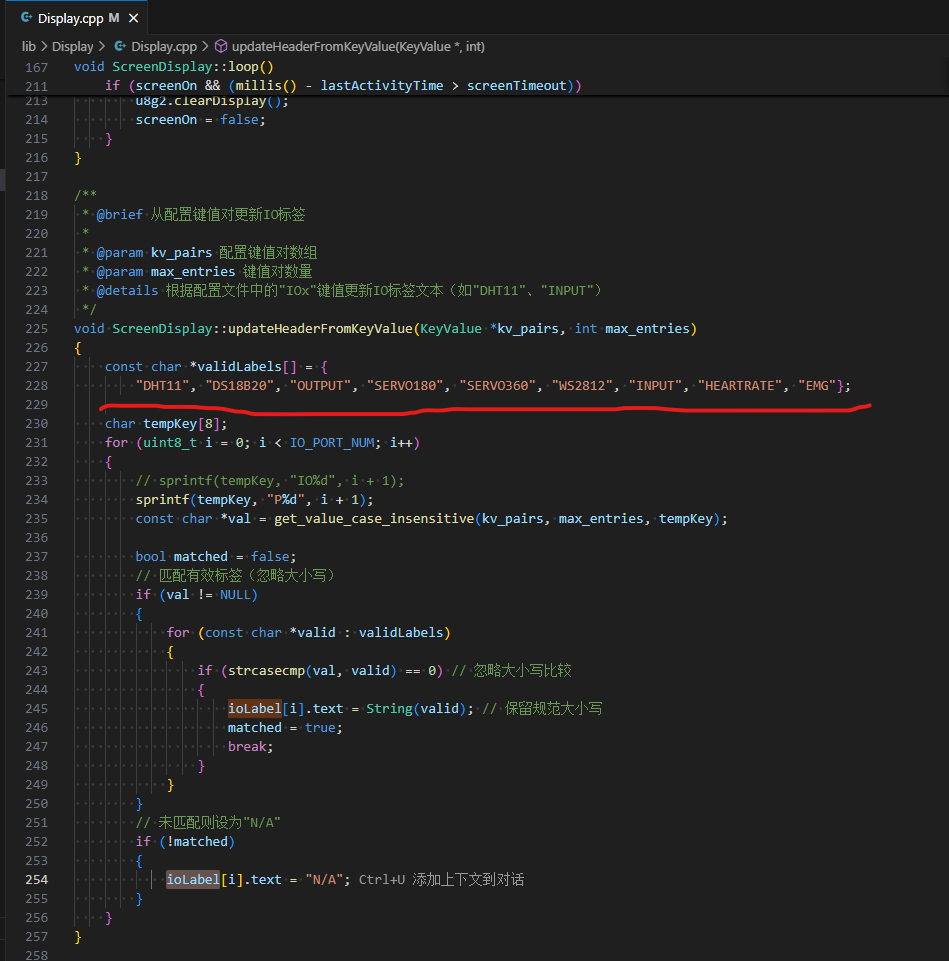 Display.cpp M ×
lib > Display > Display.cpp > updateHeaderFromKeyValue(KeyValue *, int)
167 void ScreenDisplay::loop()
211 if (screenOn && (millis() - lastActivityTime > screenTimeout))
213 u8g2.clearDisplay();
214 screenOn = false;
215 }
216 }
217
218 /**
219 * @brief 从配置键值对更新IO标签
220 *
221 * @param kv_pairs 配置键值对数组
222 * @param max_entries 键值对数量
223 * @details 根据配置文件中的"IOx"键值更新IO标签文本（如"DHT11"、"INPUT"）
224 */
225 void ScreenDisplay::updateHeaderFromKeyValue(KeyValue *kv_pairs, int max_entries)
226 {
227 const char *validLabels[] = {
228 "DHT11", "DS18B20", "OUTPUT", "SERVO180", "SERVO360", "WS2812", "INPUT", "HEARTRATE", "EMG"};
229
230 char tempKey[8];
231 for (uint8_t i = 0; i < IO_PORT_NUM; i++)
232 {
233 // sprintf(tempKey, "IO%d", i + 1);
234 sprintf(tempKey, "P%d", i + 1);
235 const char *val = get_value_case_insensitive(kv_pairs, max_entries, tempKey);
236
237 bool matched = false;
238 // 匹配有效标签（忽略大小写）
239 if (val != NULL)
240 {
241 for (const char *valid : validLabels)
242 {
243 if (strcasecmp(val, valid) == 0) // 忽略大小写比较
244 {
245 ioLabel[i].text = String(valid); // 保留规范大小写
246 matched = true;
247 break;
248 }
249 }
250 }
251 // 未匹配则设为"N/A"
252 if (!matched)
253 {
254 ioLabel[i].text = "N/A"; Ctrl+U 添加上下文到对话
255 }
256 }
257 }
258